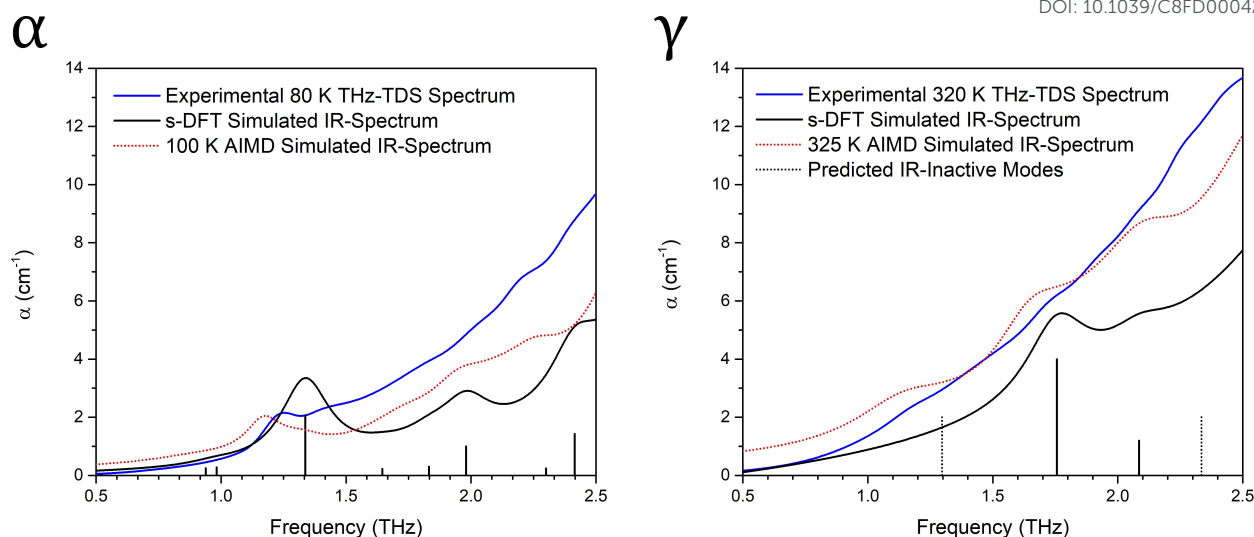 DOI: 10.1039/C8FD0004
α
γ
14
12
10
8
6
4
2
0
α (cm⁻¹)
Experimental 80 K THz-TDS Spectrum
s-DFT Simulated IR-Spectrum
100 K AIMD Simulated IR-Spectrum
0.5
1.0
1.5
2.0
2.5
Frequency (THz)
14
12
10
8
6
4
2
0
α (cm⁻¹)
Experimental 320 K THz-TDS Spectrum
s-DFT Simulated IR-Spectrum
325 K AIMD Simulated IR-Spectrum
Predicted IR-Inactive Modes
0.5
1.0
1.5
2.0
2.5
Frequency (THz)